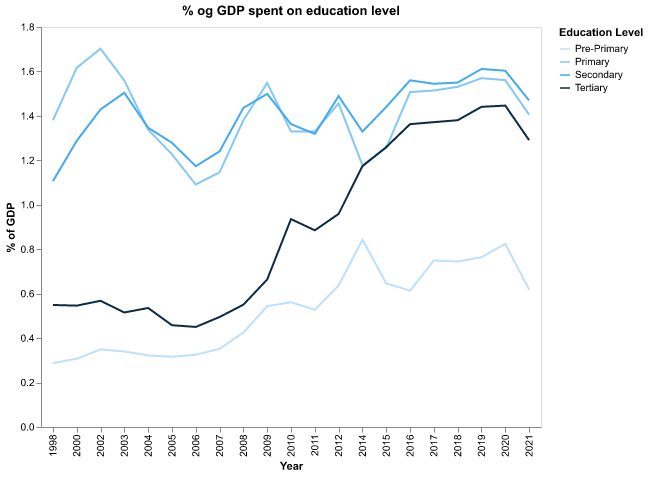 % og GDP spent on education level
Education Level
Pre-Primary
Primary
Secondary
Tertiary
% of GDP
1.8
1.6
1.4
1.2
1.0
0.8
0.6
0.4
0.2
0.0
1998 2000 2002 2003 2004 2005 2006 2007 2008 2009 2010 2011 2012 2014 2015 2016 2017 2018 2019 2020 2021
Year